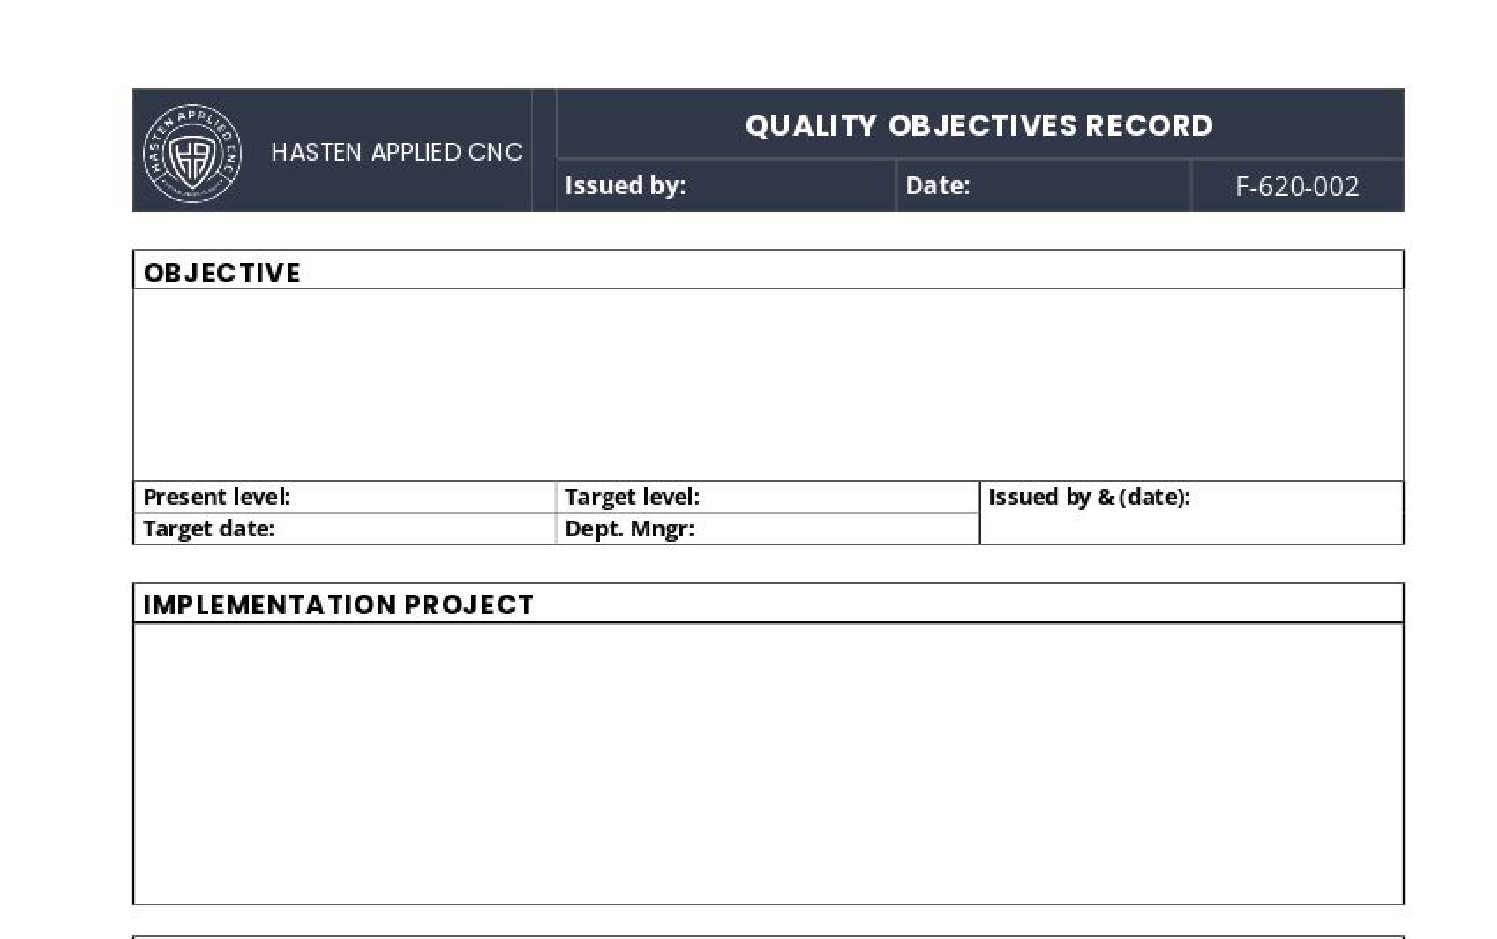 HASTEN APPLIED CNC
HASTEN APPLIED CNC
QUALITY OBJECTIVES RECORD
Issued by:
Date:
F-620-002
OBJECTIVE
Present level:
Target level:
Issued by & (date):
Target date:
Dept. Mngr:
IMPLEMENTATION PROJECT